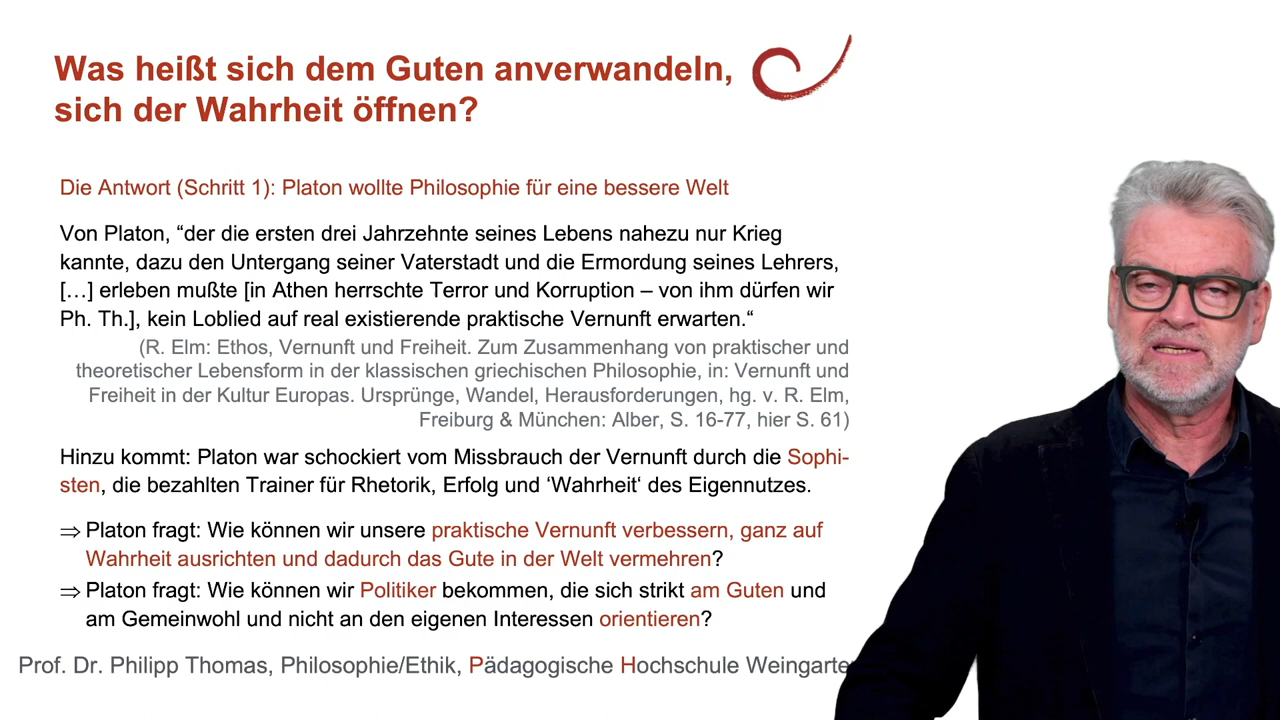 Was heißt sich dem Guten anverwandeln,
sich der Wahrheit öffnen?
Die Antwort (Schritt 1): Platon wollte Philosophie für eine bessere Welt
Von Platon, “der die ersten drei Jahrzehnte seines Lebens nahezu nur Krieg
kannte, dazu den Untergang seiner Vaterstadt und die Ermordung seines Lehrers,
[…] erleben mußte [in Athen herrschte Terror und Korruption – von ihm dürfen wir
Ph. Th.], kein Loblied auf real existierende praktische Vernunft erwarten.“
(R. Elm: Ethos, Vernunft und Freiheit. Zum Zusammenhang von praktischer und
theoretischer Lebensform in der klassischen griechischen Philosophie, in: Vernunft und
Freiheit in der Kultur Europas. Ursprünge, Wandel, Herausforderungen, hg. v. R. Elm,
Freiburg & München: Alber, S. 16-77, hier S. 61)
Hinzu kommt: Platon war schockiert vom Missbrauch der Vernunft durch die Sophi-
sten, die bezahlten Trainer für Rhetorik, Erfolg und ‘Wahrheit‘ des Eigennutzes.
⇒ Platon fragt: Wie können wir unsere praktische Vernunft verbessern, ganz auf
Wahrheit ausrichten und dadurch das Gute in der Welt vermehren?
⇒ Platon fragt: Wie können wir Politiker bekommen, die sich strikt am Guten und
am Gemeinwohl und nicht an den eigenen Interessen orientieren?
Prof. Dr. Philipp Thomas, Philosophie/Ethik, Pädagogische Hochschule Weingarte